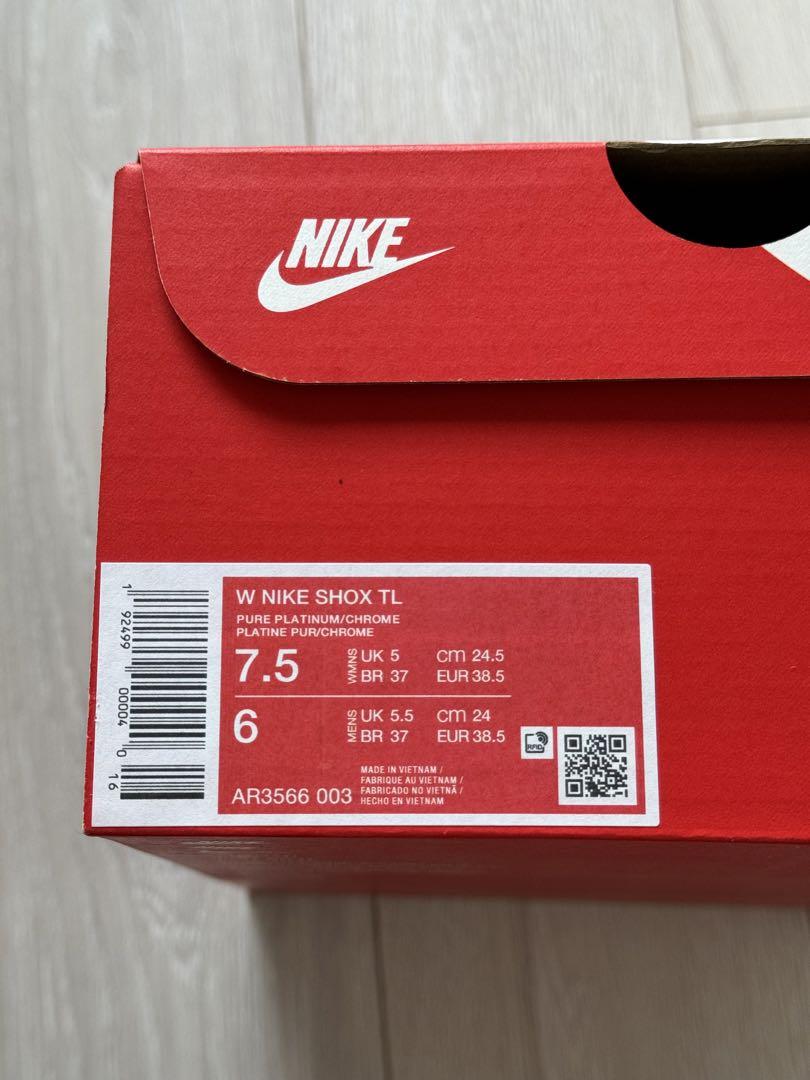 NIKE
W NIKE SHOX TL
PURE PLATINUM/CHROME
PLATINE PUR/CHROME
7.5 WMNS UK 5 cm 24.5
BR 37 EUR 38.5
6 MENS UK 5.5 cm 24
BR 37 EUR 38.5
RFID
MADE IN VIETNAM /
FABRIQUE AU VIETNAM /
FABRICADO NO VIETNÃ /
HECHO EN VIETNAM
AR3566 003
1 92499 00004 0 16